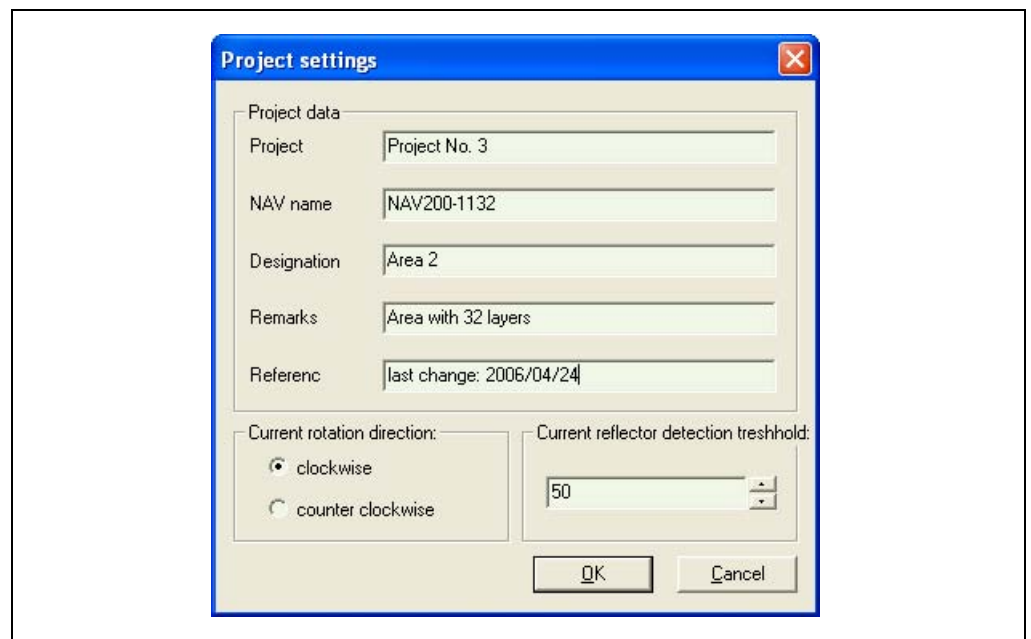 Project settings
Project data
Project Project No. 3
NAV name NAV200-1132
Designation Area 2
Remarks Area with 32 layers
Referenc last change: 2006/04/24
Current rotation direction:
clockwise
counter clockwise
Current reflector detection treshhold:
50
OK Cancel